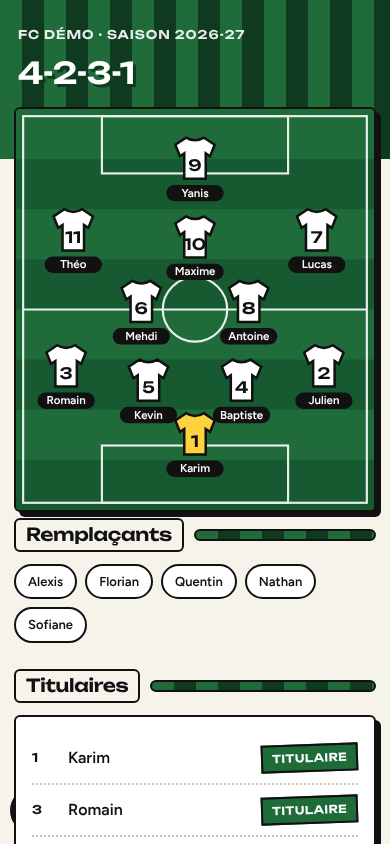 FC DÉMO · SAISON 2026-27
4-2-3-1
9
Yanis
11
Théo
10
Maxime
7
Lucas
6
Mehdi
8
Antoine
3
Romain
5
Kevin
4
Baptiste
2
Julien
1
Karim
Remplaçants
Alexis Florian Quentin Nathan
Sofiane
Titulaires
1 Karim TITULAIRE
3 Romain TITULAIRE